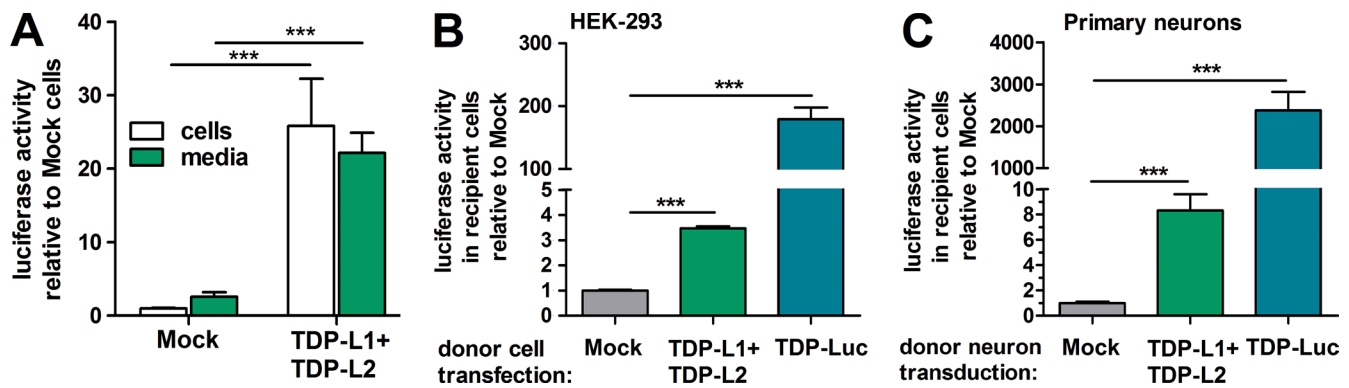 A
luciferase activity
relative to Mock cells
40
30
20
10
0
***
***
cells
media
Mock
TDP-L1+
TDP-L2
B
HEK-293
luciferase activity
in recipient cells
relative to Mock
300
200
100
5
4
3
2
1
0
***
***
donor cell
transfection:
Mock
TDP-L1+
TDP-L2
TDP-Luc
C
Primary neurons
luciferase activity
in recipient cells
relative to Mock
4000
3000
2000
1000
10
8
6
4
2
0
***
***
donor neuron
transduction:
Mock
TDP-L1+
TDP-L2
TDP-Luc